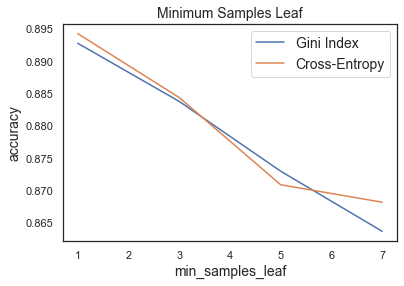 Minimum Samples Leaf
Gini Index
Cross-Entropy
accuracy
0.895
0.890
0.885
0.880
0.875
0.870
0.865
1 2 3 4 5 6 7
min_samples_leaf